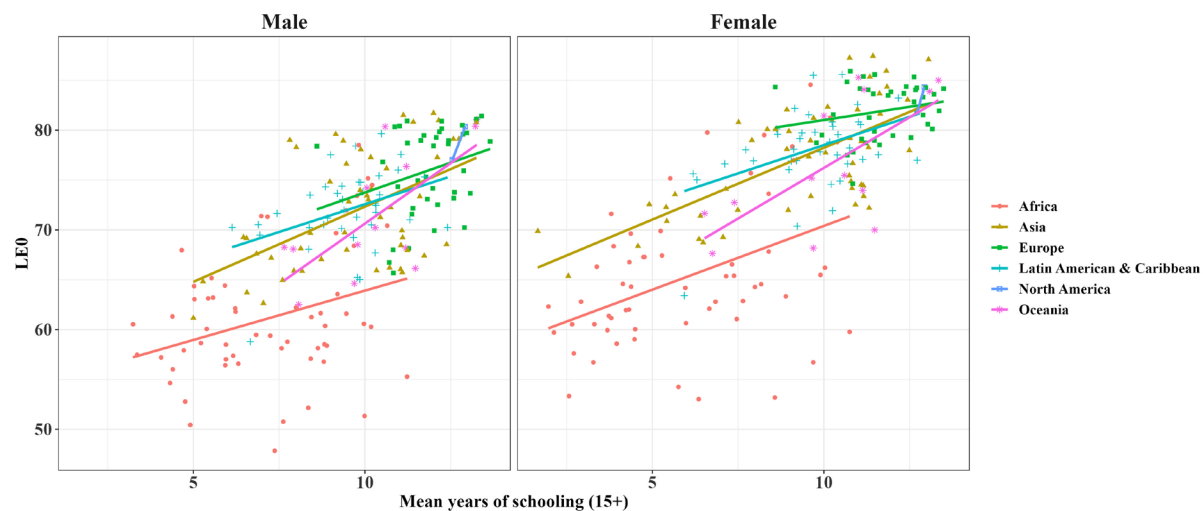 Male
Female
LE0
80
70
60
50
5
10
5
10
Mean years of schooling (15+)
Africa
Asia
Europe
Latin American & Caribbean
North America
Oceania